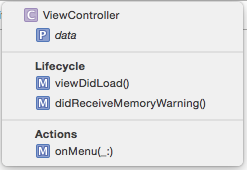 C ViewController
P data
Lifecycle
M viewDidLoad()
M didReceiveMemoryWarning()
Actions
M onMenu(_:)